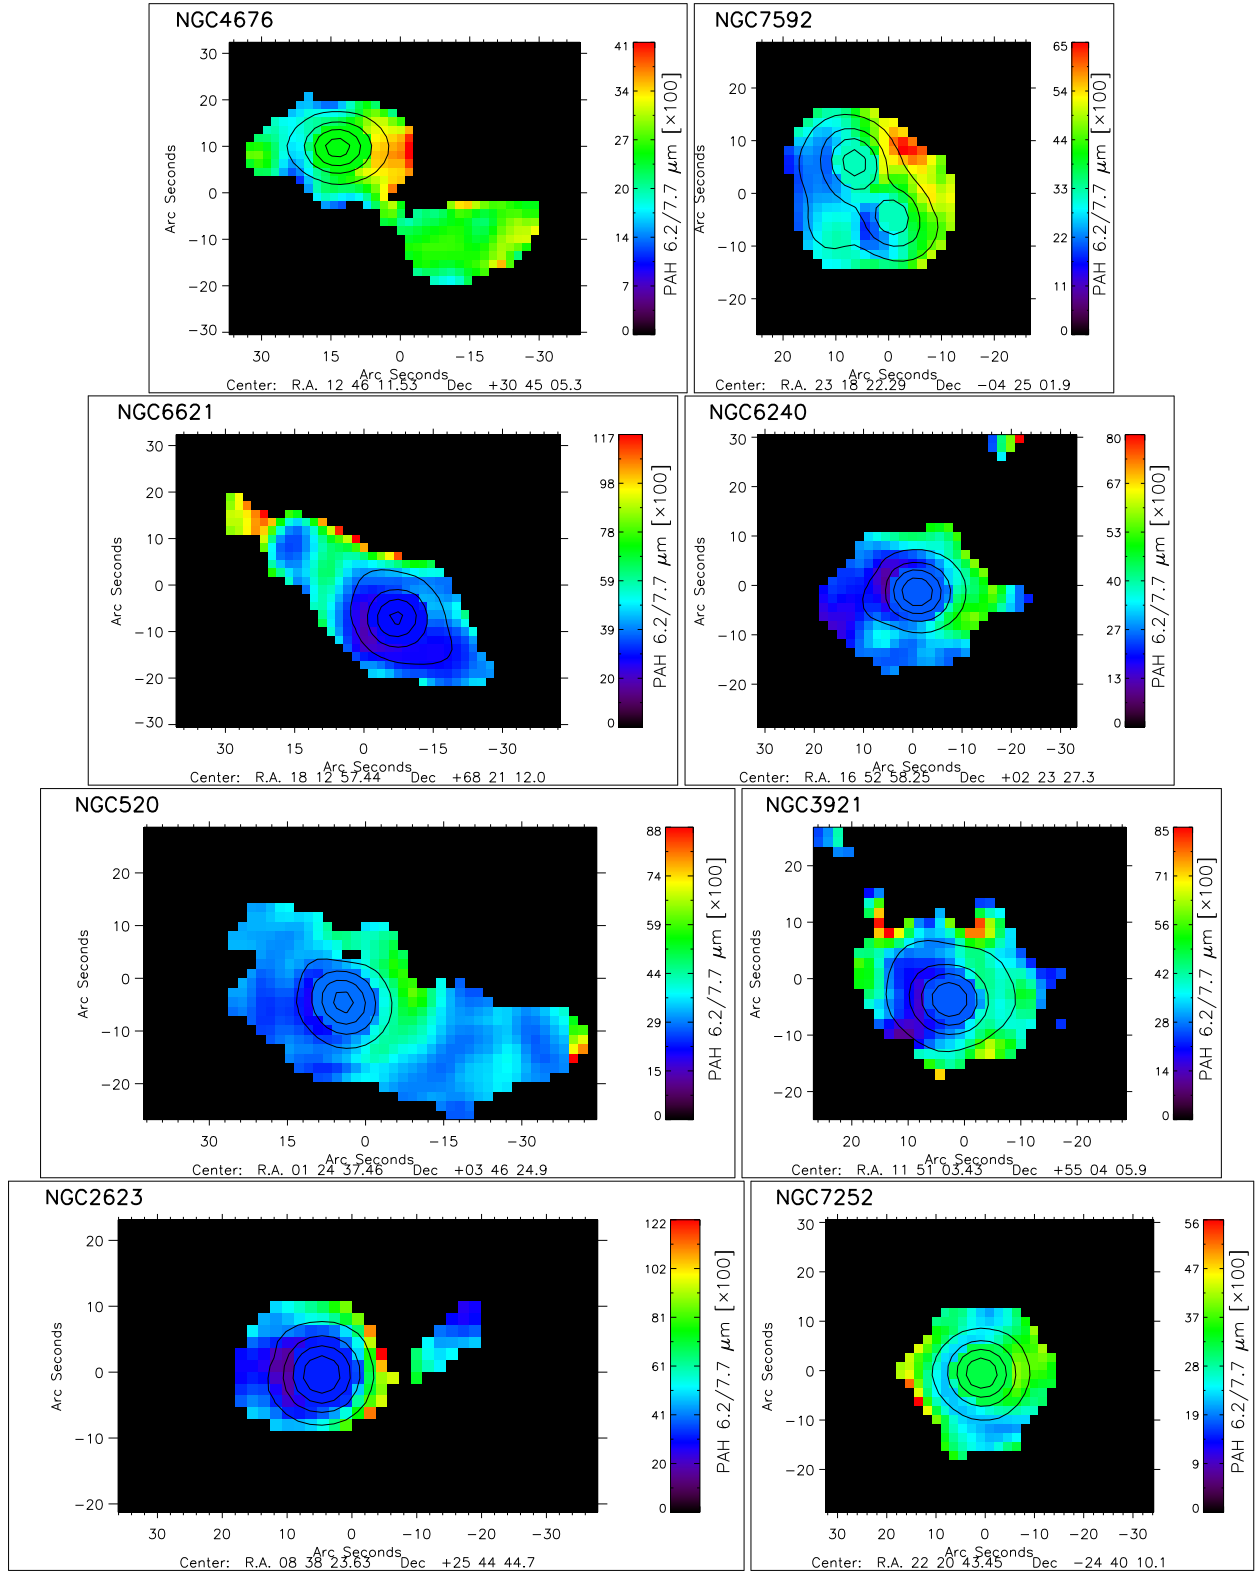 NGC4676
30
20
10
0
−10
−20
−30
Arc Seconds
30 15 0 −15 −30
Arc Seconds
Center: R.A. 12 46 11.53 Dec +30 45 05.3
41
34
27
20
14
7
0
PAH 6.2/7.7 μm [×100]
NGC7592
20
10
0
−10
−20
Arc Seconds
20 10 0 −10 −20
Arc Seconds
Center: R.A. 23 18 22.29 Dec −04 25 01.9
65
54
44
33
22
11
0
PAH 6.2/7.7 μm [×100]
NGC6621
30
20
10
0
−10
−20
−30
Arc Seconds
30 15 0 −15 −30
Arc Seconds
Center: R.A. 18 12 57.44 Dec +68 21 12.0
117
98
78
59
39
20
0
PAH 6.2/7.7 μm [×100]
NGC6240
30
20
10
0
−10
−20
Arc Seconds
30 20 10 0 −10 −20 −30
Arc Seconds
Center: R.A. 16 52 58.25 Dec +02 23 27.3
80
67
53
40
27
13
0
PAH 6.2/7.7 μm [×100]
NGC520
20
10
0
−10
−20
Arc Seconds
30 15 0 −15 −30
Arc Seconds
Center: R.A. 01 24 37.46 Dec +03 46 24.9
88
74
59
44
29
15
0
PAH 6.2/7.7 μm [×100]
NGC3921
20
10
0
−10
−20
Arc Seconds
20 10 0 −10 −20
Arc Seconds
Center: R.A. 11 51 03.43 Dec +55 04 05.9
85
71
56
42
28
14
0
PAH 6.2/7.7 μm [×100]
NGC2623
20
10
0
−10
−20
Arc Seconds
30 20 10 0 −10 −20 −30
Arc Seconds
Center: R.A. 08 38 23.63 Dec +25 44 44.7
122
102
81
61
41
20
0
PAH 6.2/7.7 μm [×100]
NGC7252
30
20
10
0
−10
−20
Arc Seconds
30 20 10 0 −10 −20 −30
Arc Seconds
Center: R.A. 22 20 43.45 Dec −24 40 10.1
56
47
37
28
19
9
0
PAH 6.2/7.7 μm [×100]